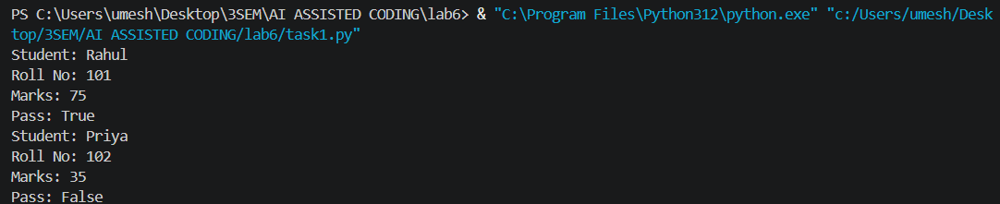 PS C:\Users\umesh\Desktop\3SEM\AI ASSISTED CODING\lab6> & "C:\Program Files\Python312\python.exe" "c:/Users/umesh/Desk
top/3SEM/AI ASSISTED CODING/lab6/task1.py"
Student: Rahul
Roll No: 101
Marks: 75
Pass: True
Student: Priya
Roll No: 102
Marks: 35
Pass: False